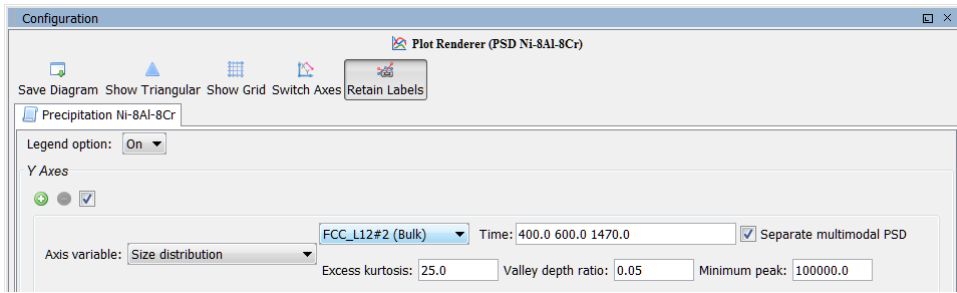 Configuration
Plot Renderer (PSD Ni-8Al-8Cr)
Save Diagram Show Triangular Show Grid Switch Axes Retain Labels
Precipitation Ni-8Al-8Cr
Legend option: On
Y Axes
FCC_L12#2 (Bulk) Time: 400.0 600.0 1470.0 Separate multimodal PSD
Axis variable: Size distribution
Excess kurtosis: 25.0 Valley depth ratio: 0.05 Minimum peak: 100000.0